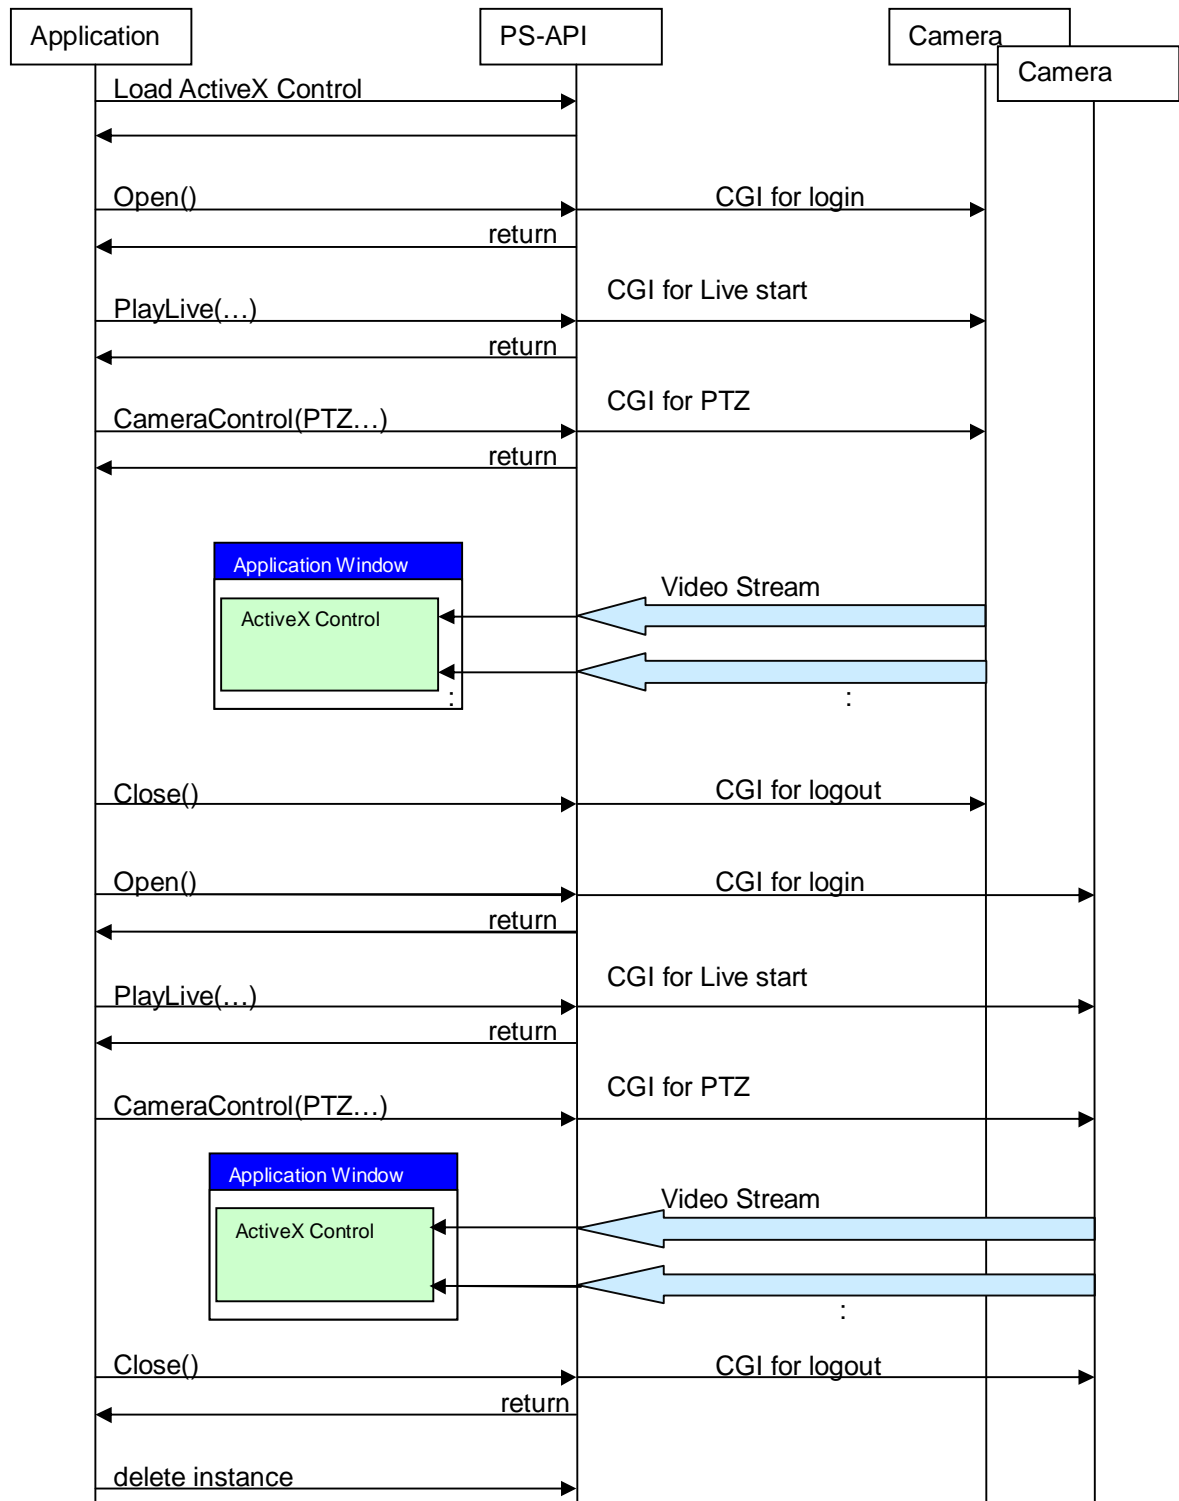 Application
PS-API
Camera
Camera
Load ActiveX Control
Open()
CGI for login
return
CGI for Live start
PlayLive(…)
return
CGI for PTZ
CameraControl(PTZ…)
return
Application Window
Video Stream
ActiveX Control
:
:
Close()
CGI for logout
Open()
CGI for login
return
CGI for Live start
PlayLive(…)
return
CGI for PTZ
CameraControl(PTZ…)
Application Window
Video Stream
ActiveX Control
:
Close()
CGI for logout
return
delete instance